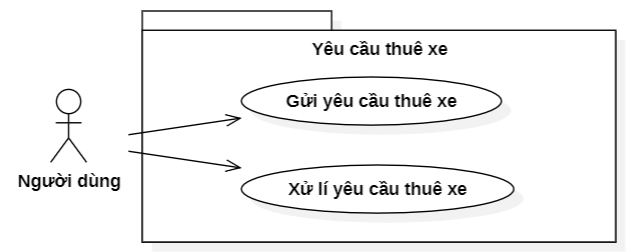 Yêu cầu thuê xe
Gửi yêu cầu thuê xe
Người dùng
Xử lí yêu cầu thuê xe